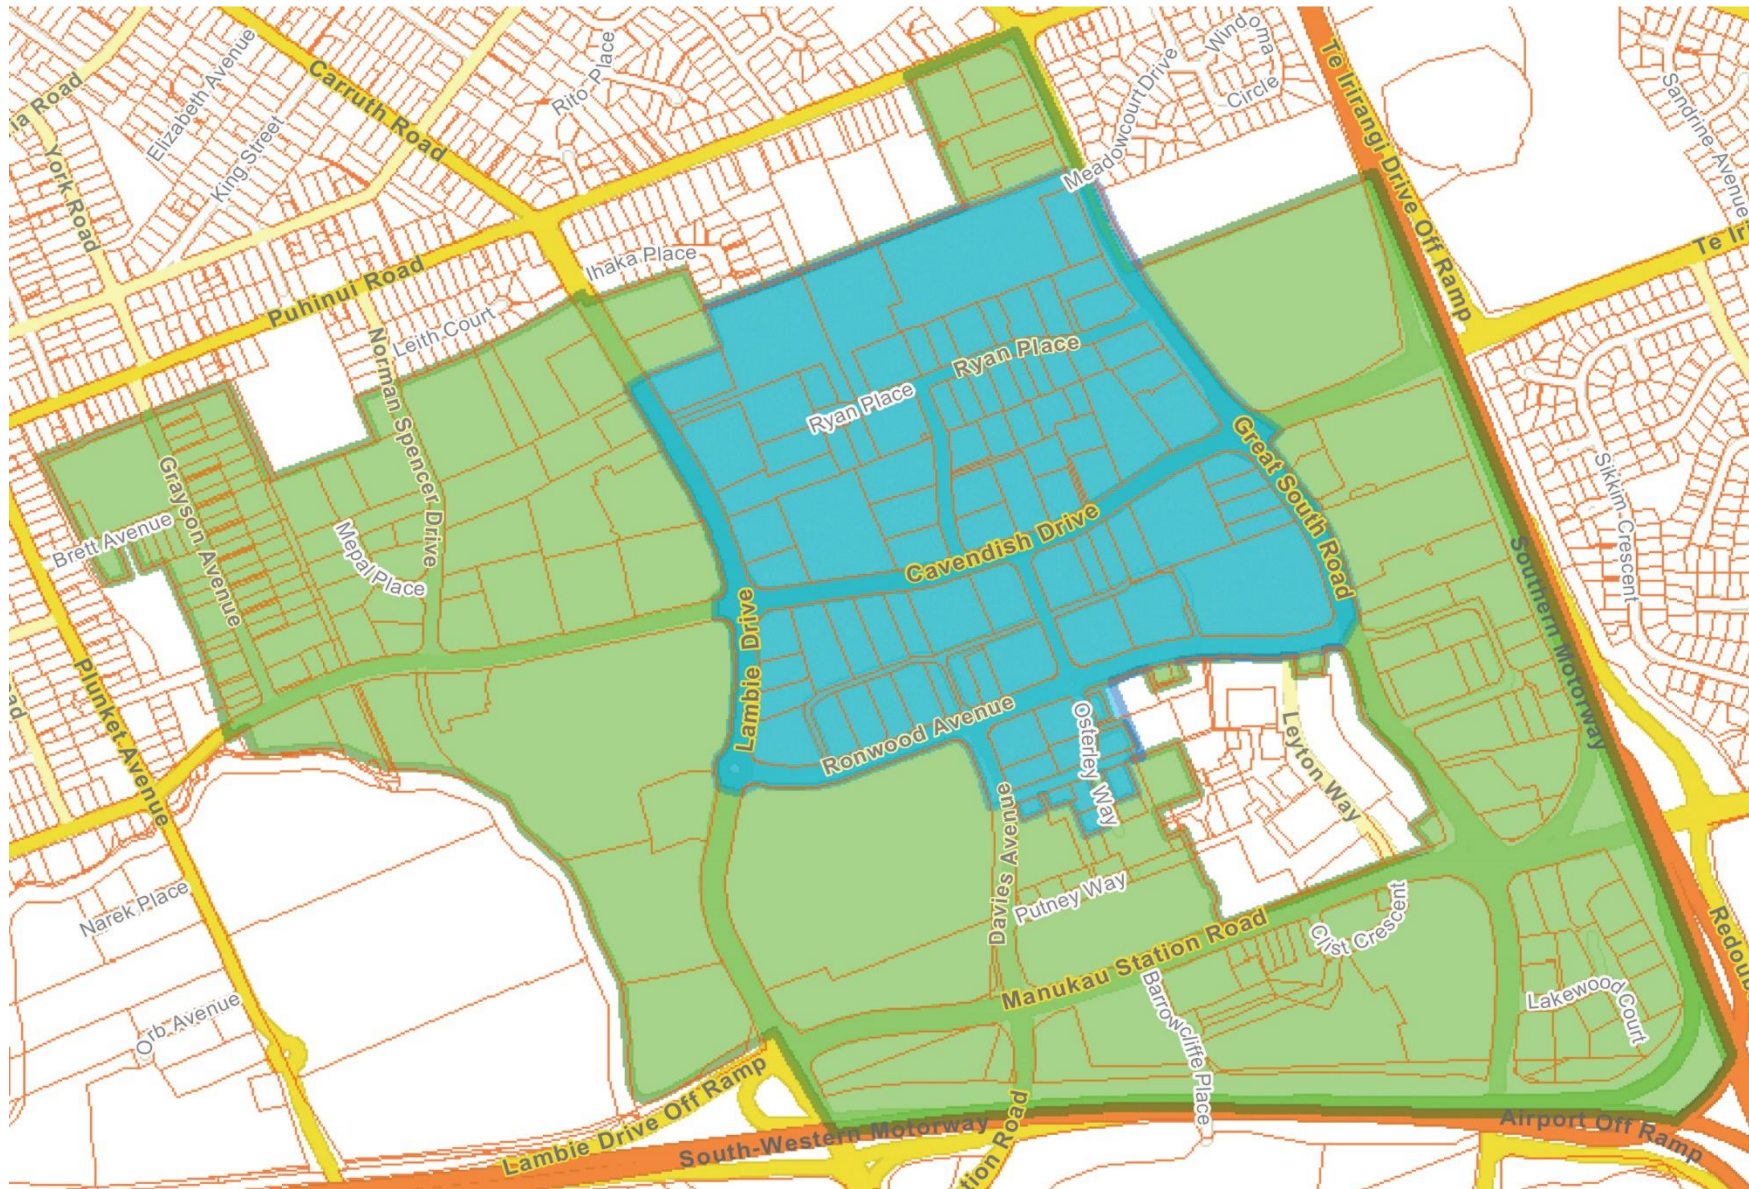 Carruth Road
Elizabeth Avenue
King Street
Rito Place
Meadowcourt Drive
Circle
Te Irirangi Drive Off Ramp
Sandrine Avenue
York Road
Road
Puhinui Road
Ihaka Place
Leith Court
Norman Spencer Drive
Ryan Place
Ryan Place
Great South Road
Sikkim Crescent
Grayson Avenue
Brett Avenue
Mepal Place
Cavendish Drive
Southern Motorway
Lambie Drive
Plunket Avenue
Ronwood Avenue
Osterley Way
Leyton Way
Davies Avenue
Putney Way
Narek Place
Manukau Station Road
Clist Crescent
Barrowcliffe Place
Lakewood Court
Orb Avenue
Lambie Drive Off Ramp
South-Western Motorway
Airport Off Ramp
Road